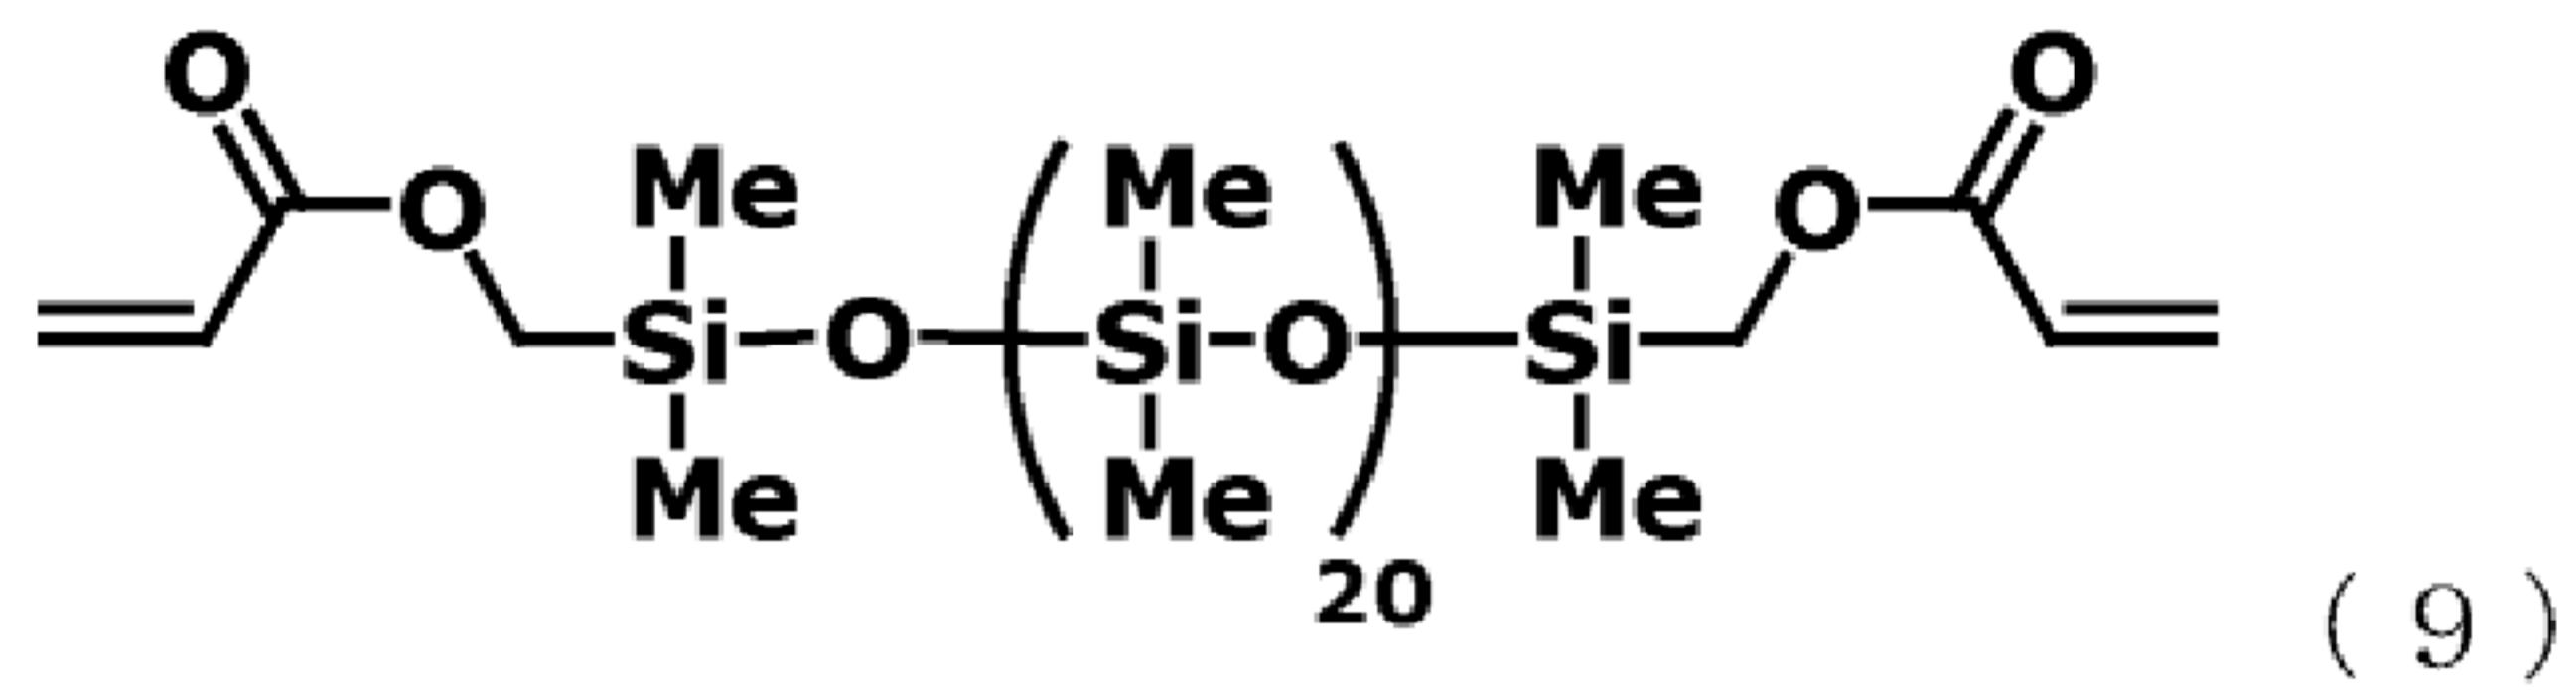 O O
O Me Me Me O
Si O Si O Si
Me Me Me
20
(9)